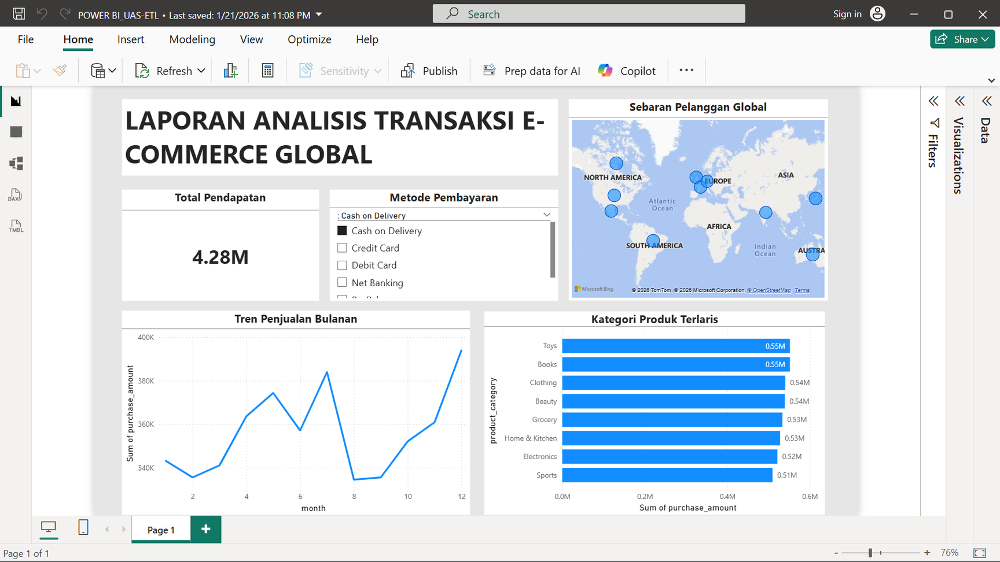 POWER BI_UAS-ETL • Last saved: 1/21/2026 at 11:08 PM
Search
Sign in
File Home Insert Modeling View Optimize Help
Share
Refresh
Sensitivity
Publish
Prep data for AI
Copilot
LAPORAN ANALISIS TRANSAKSI E-
COMMERCE GLOBAL
Total Pendapatan
4.28M
Metode Pembayaran
: Cash on Delivery
Cash on Delivery
Credit Card
Debit Card
Net Banking
Sebaran Pelanggan Global
NORTH AMERICA
EUROPE
ASIA
Atlantic
Ocean
AFRICA
SOUTH AMERICA
Indian
Ocean
AUSTRA
Microsoft Bing
© 2026 TomTom, © 2026 Microsoft Corporation, © OpenStreetMap Terms
Tren Penjualan Bulanan
Sum of purchase_amount
400K
380K
360K
340K
2 4 6 8 10 12
month
Kategori Produk Terlaris
product_category
Toys 0.55M
Books 0.55M
Clothing 0.54M
Beauty 0.54M
Grocery 0.53M
Home & Kitchen 0.53M
Electronics 0.52M
Sports 0.51M
0.0M 0.2M 0.4M 0.6M
Sum of purchase_amount
Filters
Visualizations
Data
DAX
TMDL
Page 1
Page 1 of 1
76%